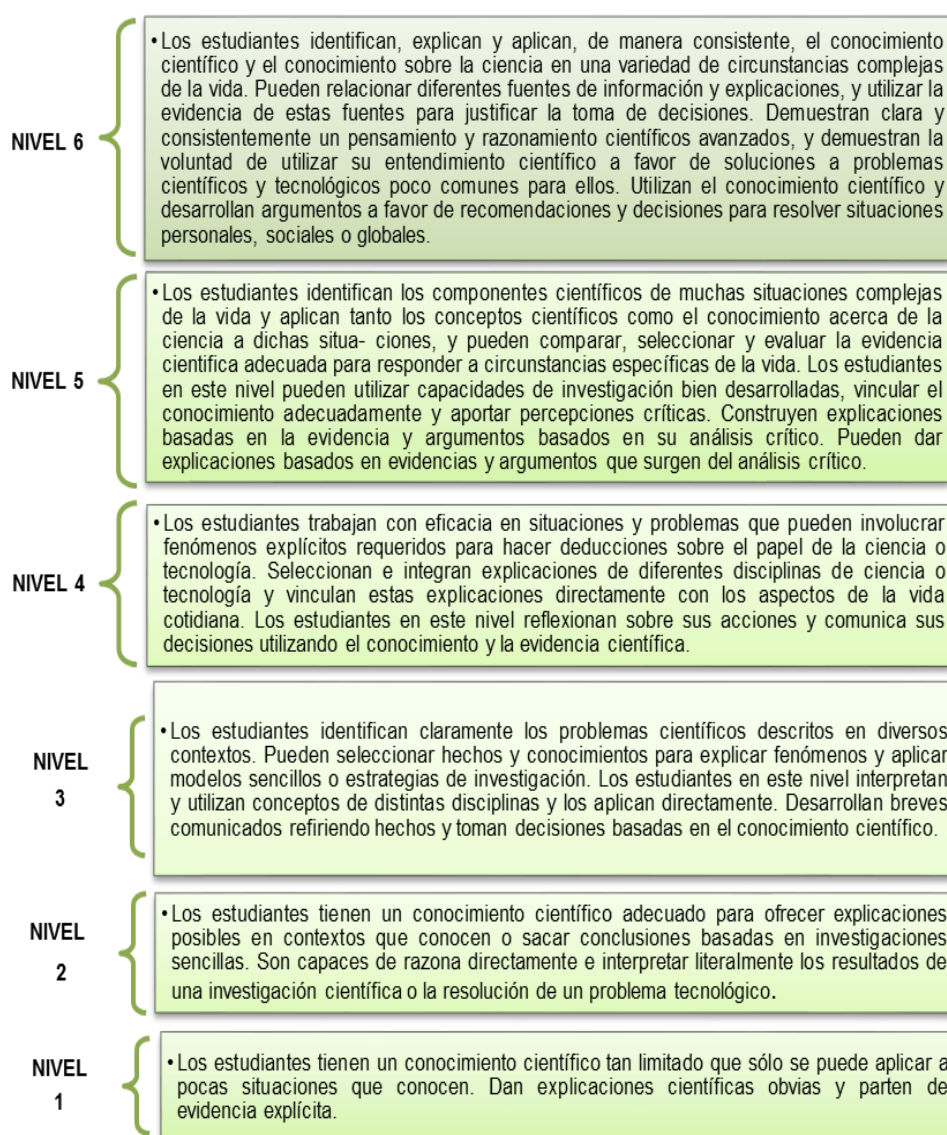 • Los estudiantes identifican, explican y aplican, de manera consistente, el conocimiento
científico y el conocimiento sobre la ciencia en una variedad de circunstancias complejas
de la vida. Pueden relacionar diferentes fuentes de información y explicaciones, y utilizar la
evidencia de estas fuentes para justificar la toma de decisiones. Demuestran clara y
NIVEL 6
consistentemente un pensamiento y razonamiento científicos avanzados, y demuestran la
voluntad de utilizar su entendimiento científico a favor de soluciones a problemas
científicos y tecnológicos poco comunes para ellos. Utilizan el conocimiento científico y
desarrollan argumentos a favor de recomendaciones y decisiones para resolver situaciones
personales, sociales o globales.
• Los estudiantes identifican los componentes científicos de muchas situaciones complejas
de la vida y aplican tanto los conceptos científicos como el conocimiento acerca de la
ciencia a dichas situa- ciones, y pueden comparar, seleccionar y evaluar la evidencia
cientifica adecuada para responder a circunstancias específicas de la vida. Los estudiantes
NIVEL 5
en este nivel pueden utilizar capacidades de investigación bien desarrolladas, vincular el
conocimiento adecuadamente y aportar percepciones críticas. Construyen explicaciones
basadas en la evidencia y argumentos basados en su análisis crítico. Pueden dar
explicaciones basados en evidencias y argumentos que surgen del análisis crítico.
• Los estudiantes trabajan con eficacia en situaciones y problemas que pueden involucrar
fenómenos explícitos requeridos para hacer deducciones sobre el papel de la ciencia o
tecnología. Seleccionan e integran explicaciones de diferentes disciplinas de ciencia o
NIVEL 4
tecnología y vinculan estas explicaciones directamente con los aspectos de la vida
cotidiana. Los estudiantes en este nivel reflexionan sobre sus acciones y comunica sus
decisiones utilizando el conocimiento y la evidencia científica.
• Los estudiantes identifican claramente los problemas científicos descritos en diversos
contextos. Pueden seleccionar hechos y conocimientos para explicar fenómenos y aplicar
NIVEL
3
modelos sencillos o estrategias de investigación. Los estudiantes en este nivel interpretan
y utilizan conceptos de distintas disciplinas y los aplican directamente. Desarrollan breves
comunicados refiriendo hechos y toman decisiones basadas en el conocimiento científico.
• Los estudiantes tienen un conocimiento científico adecuado para ofrecer explicaciones
NIVEL
2
posibles en contextos que conocen o sacar conclusiones basadas en investigaciones
sencillas. Son capaces de razona directamente e interpretar literalmente los resultados de
una investigación científica o la resolución de un problema tecnológico.
NIVEL
1
• Los estudiantes tienen un conocimiento científico tan limitado que sólo se puede aplicar a
pocas situaciones que conocen. Dan explicaciones científicas obvias y parten de
evidencia explícita.